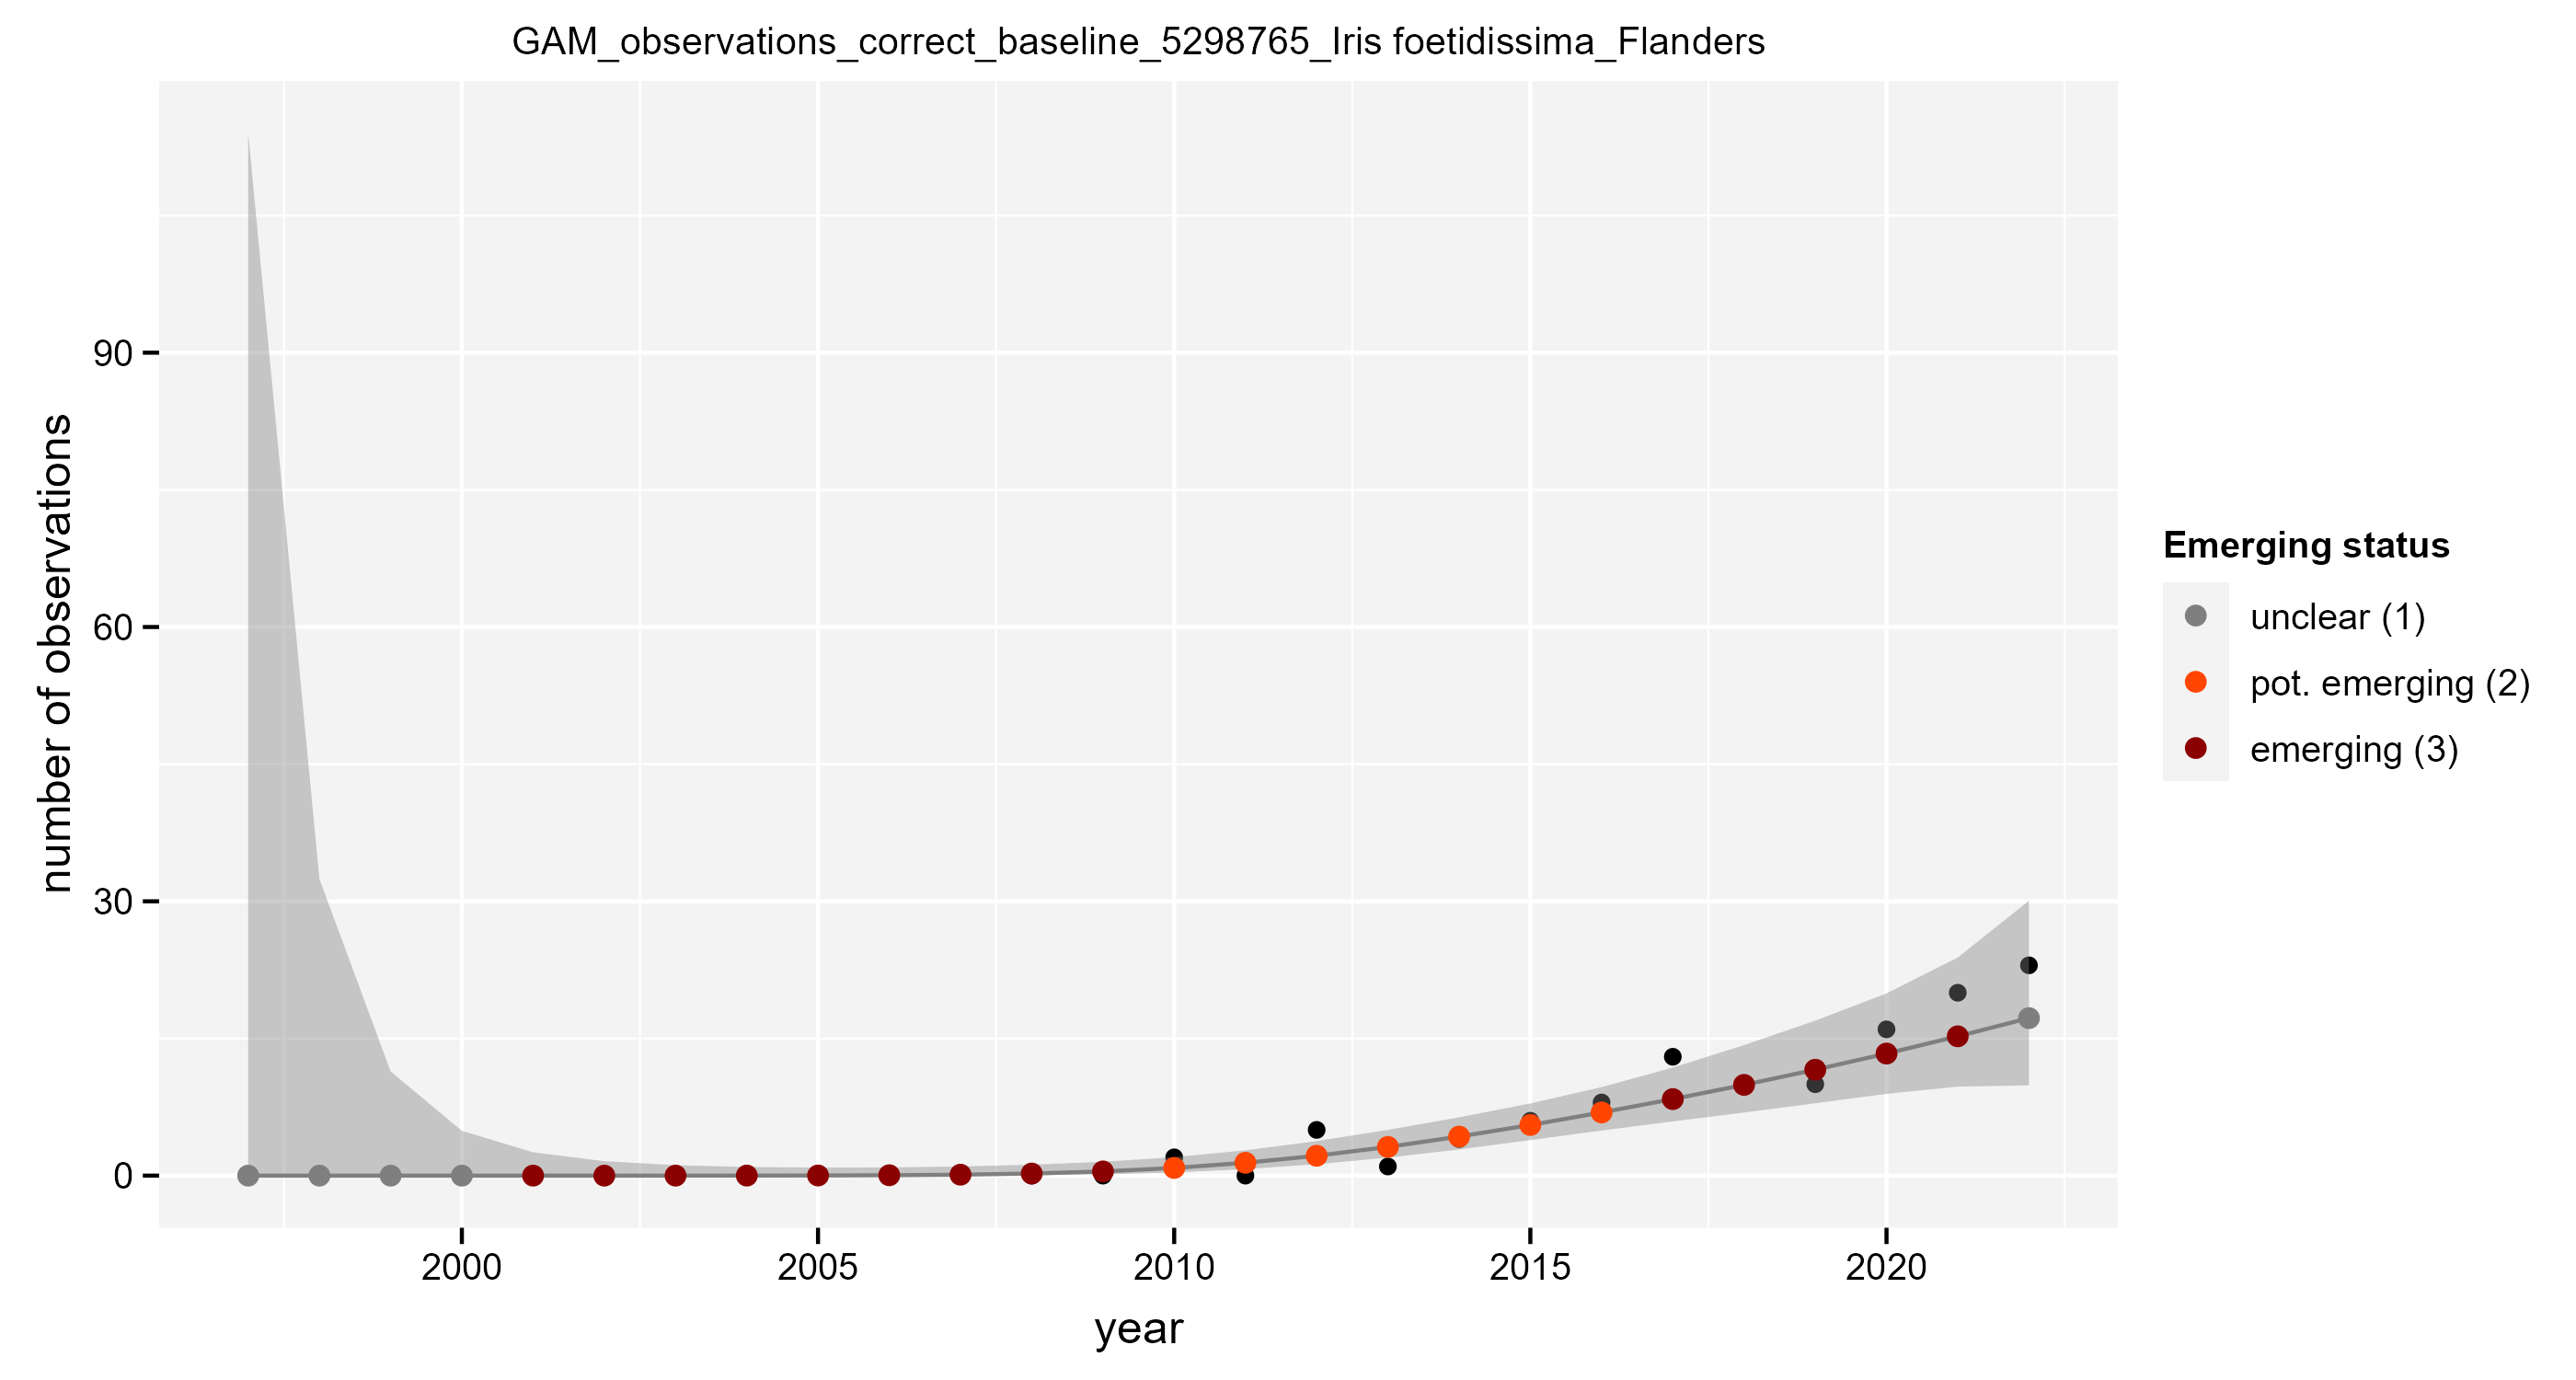 GAM_observations_correct_baseline_5298765_Iris foetidissima_Flanders
number of observations
90
60
30
0
2000 2005 2010 2015 2020
year
Emerging status
unclear (1)
pot. emerging (2)
emerging (3)